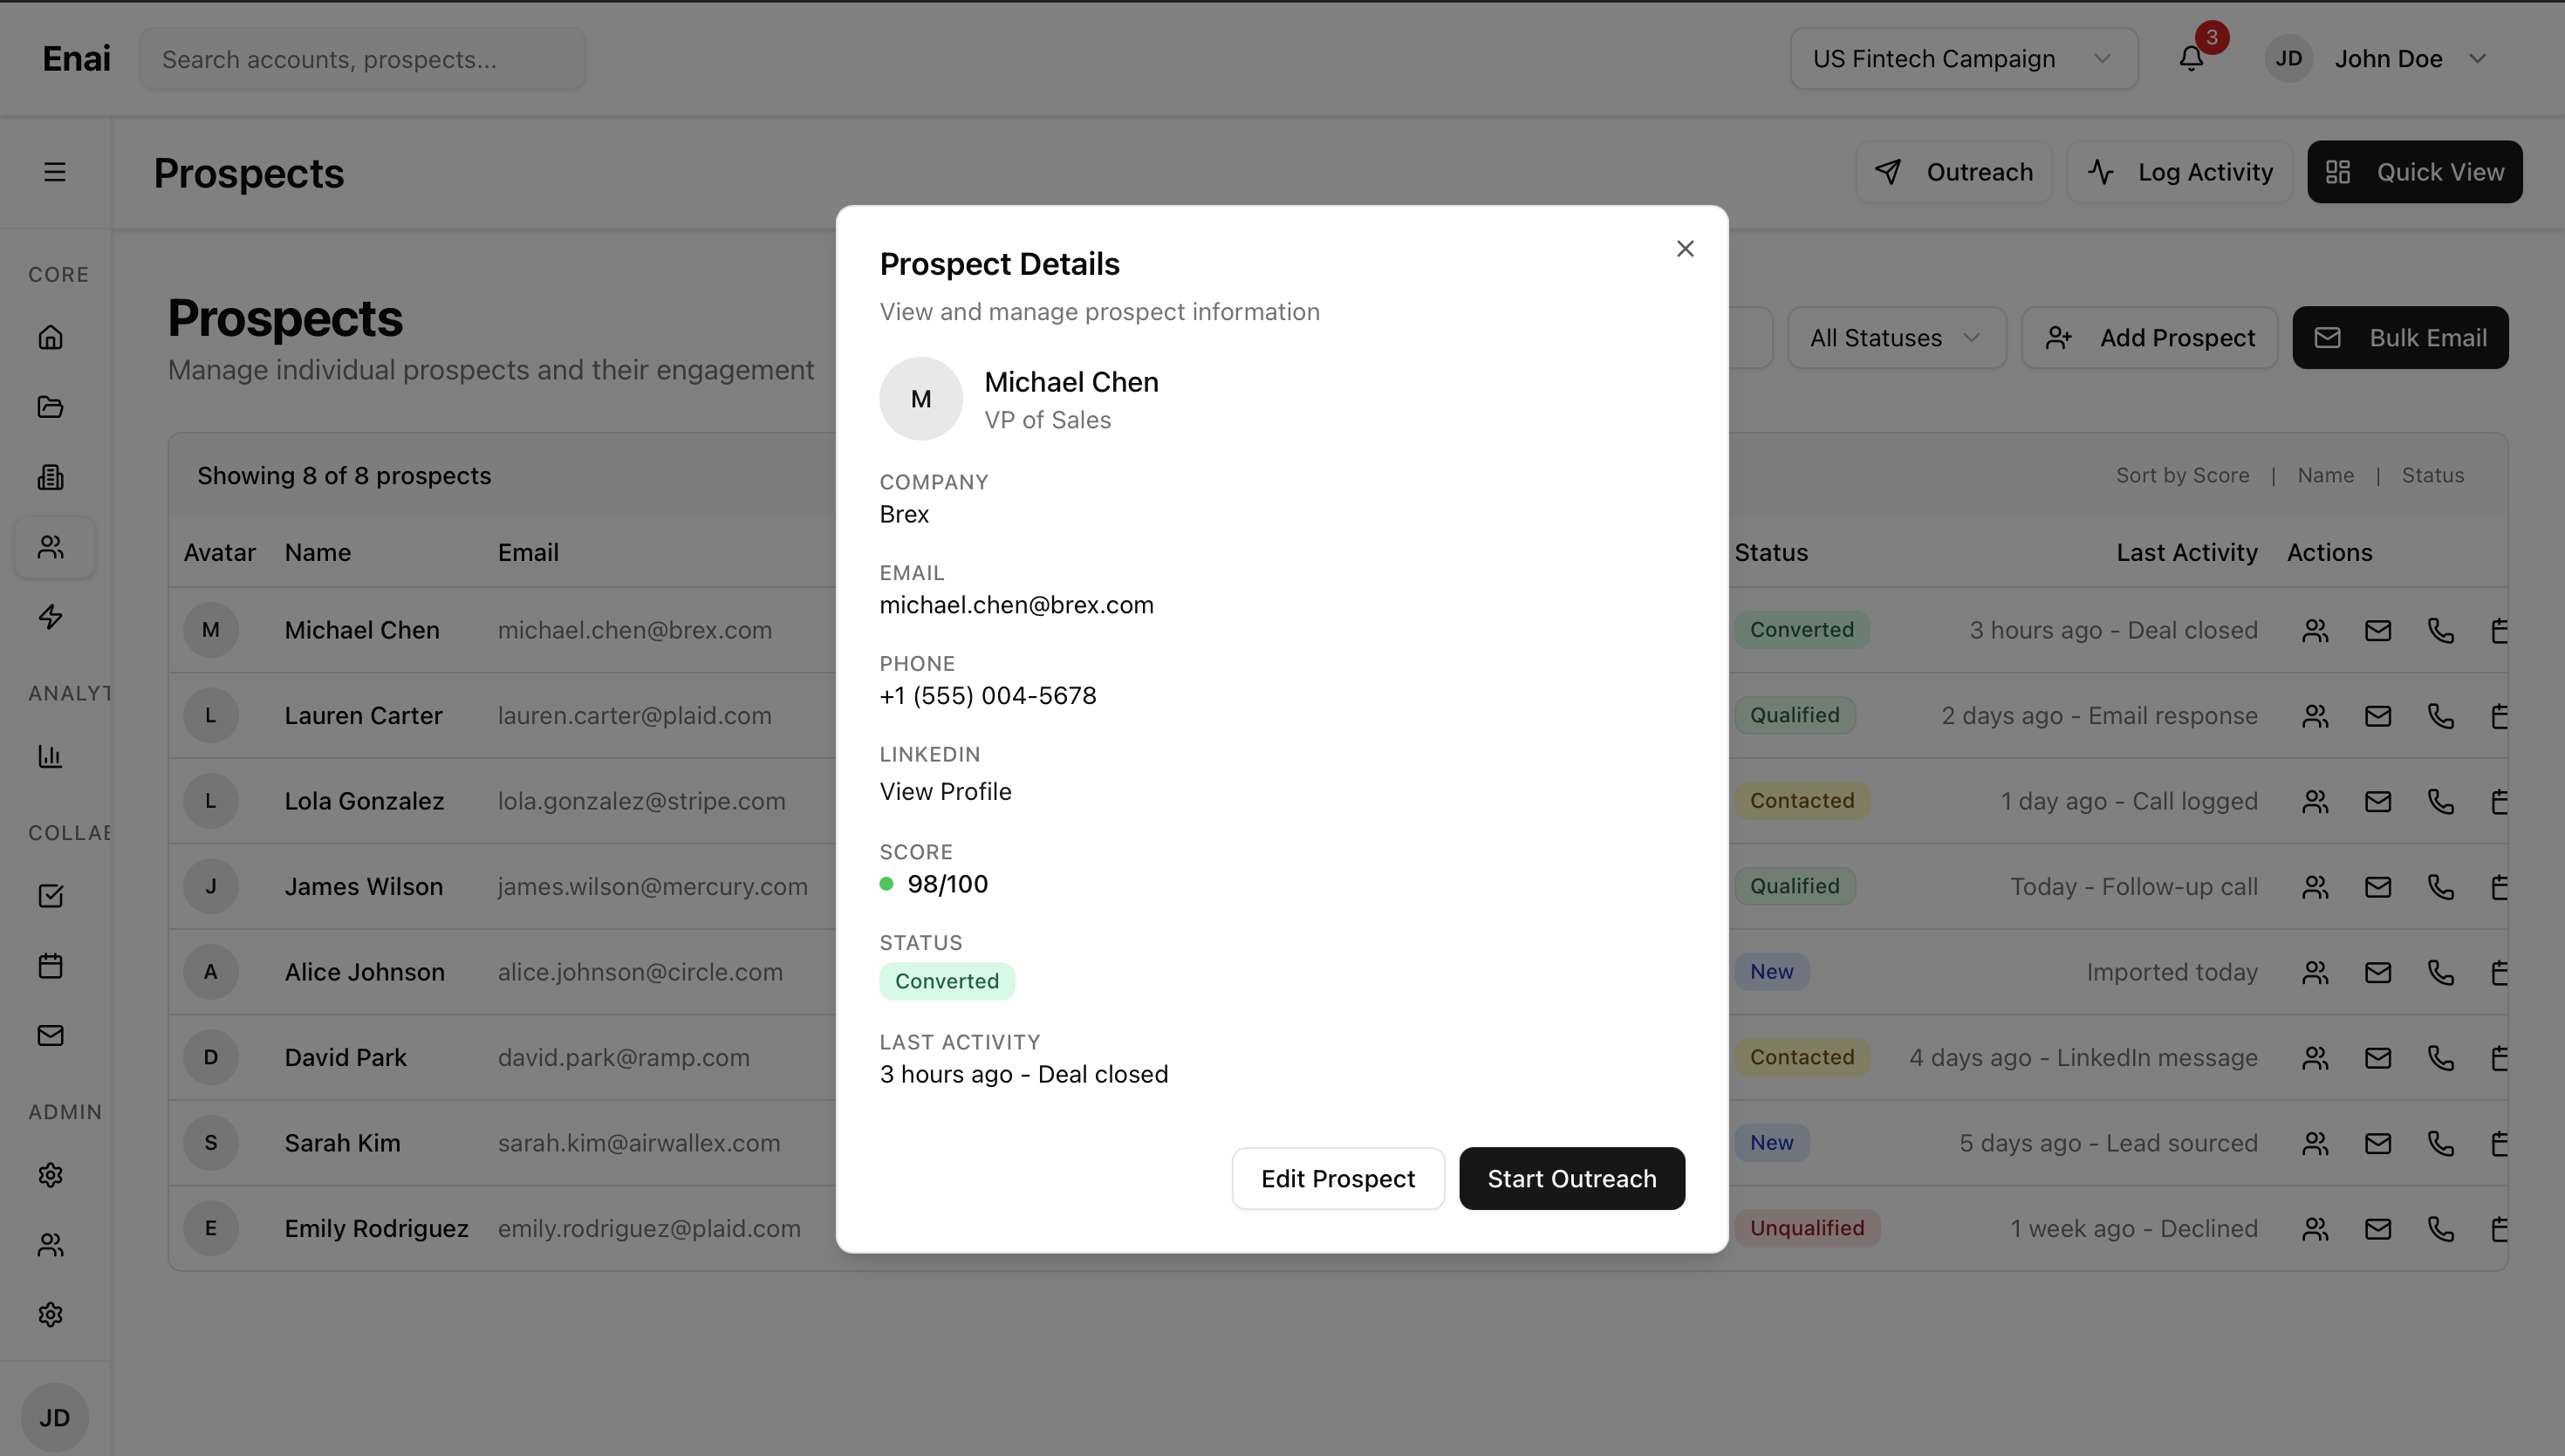 Enai
Search accounts, prospects...
US Fintech Campaign
3
JD
John Doe
Prospects
Outreach
Log Activity
Quick View
CORE
ANALYT
COLLAB
ADMIN
JD
Prospects
Manage individual prospects and their engagement
All Statuses
Add Prospect
Bulk Email
Showing 8 of 8 prospects
Sort by Score | Name | Status
Avatar Name Email Status Last Activity Actions
M Michael Chen michael.chen@brex.com Converted 3 hours ago - Deal closed
L Lauren Carter lauren.carter@plaid.com Qualified 2 days ago - Email response
L Lola Gonzalez lola.gonzalez@stripe.com Contacted 1 day ago - Call logged
J James Wilson james.wilson@mercury.com Qualified Today - Follow-up call
A Alice Johnson alice.johnson@circle.com New Imported today
D David Park david.park@ramp.com Contacted 4 days ago - LinkedIn message
S Sarah Kim sarah.kim@airwallex.com New 5 days ago - Lead sourced
E Emily Rodriguez emily.rodriguez@plaid.com Unqualified 1 week ago - Declined
Prospect Details
View and manage prospect information
M
Michael Chen
VP of Sales
COMPANY
Brex
EMAIL
michael.chen@brex.com
PHONE
+1 (555) 004-5678
LINKEDIN
View Profile
SCORE
98/100
STATUS
Converted
LAST ACTIVITY
3 hours ago - Deal closed
Edit Prospect
Start Outreach